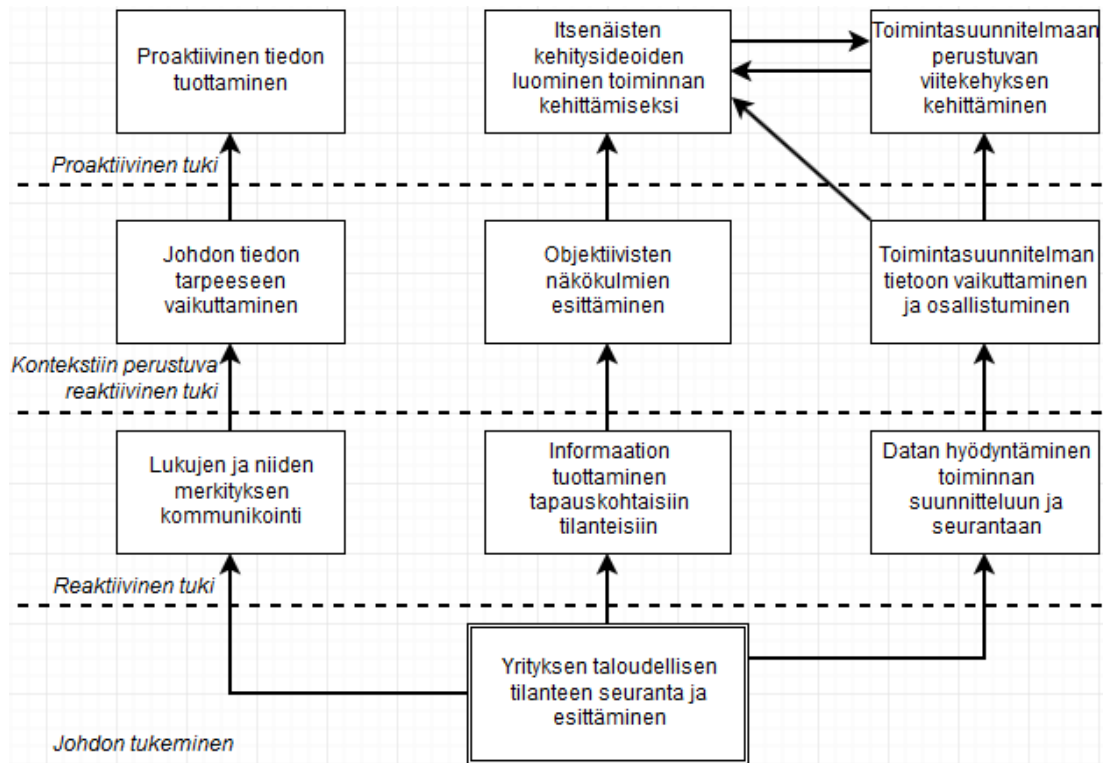 Proaktiivinen tiedon
tuottaminen
Itsenäisten
kehitysideoiden
luominen toiminnan
kehittämiseksi
Toimintasuunnitelmaan
perustuvan
viitekehyksen
kehittäminen
Proaktiivinen tuki
Johdon tiedon
tarpeeseen
vaikuttaminen
Objektiivisten
näkökulmien
esittäminen
Toimintasuunnitelman
tietoon vaikuttaminen
ja osallistuminen
Kontekstiin perustuva
reaktiivinen tuki
Lukujen ja niiden
merkityksen
kommunikointi
Informaation
tuottaminen
tapauskohtaisiin
tilanteisiin
Datan hyödyntäminen
toiminnan
suunnitteluun ja
seurantaan
Reaktiivinen tuki
Yrityksen taloudellisen
tilanteen seuranta ja
esittäminen
Johdon tukeminen